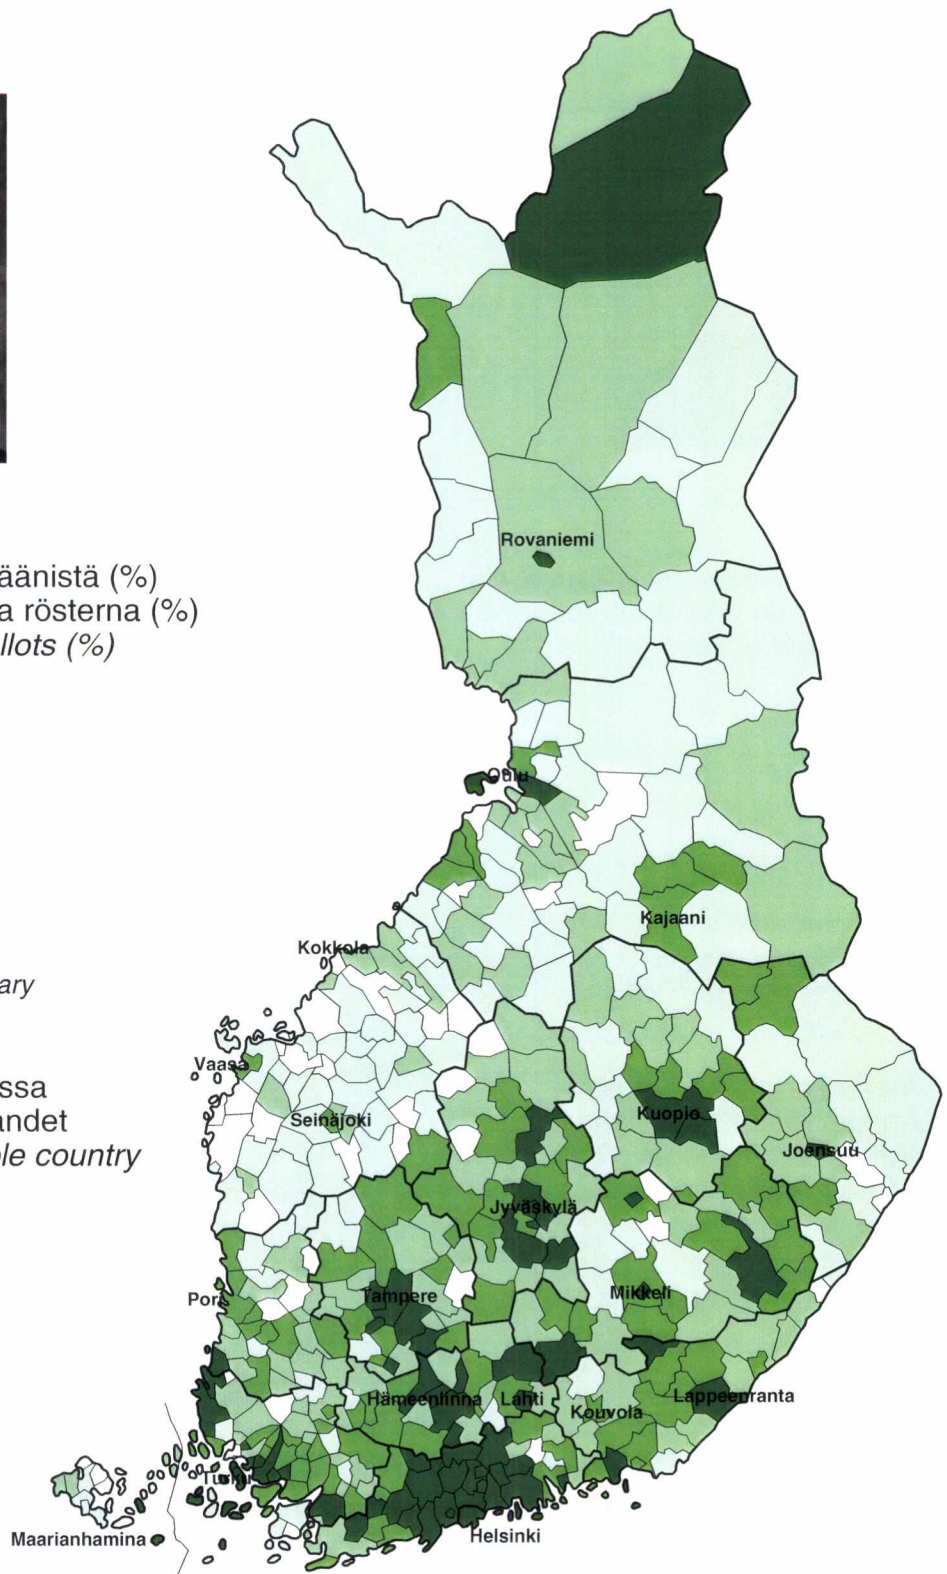 Rovaniemi
äänistä (%)
a rösterna (%)
llots (%)
Oulu
Kajaani
Kokkola
ary
Vaasa
ssa
Kuopio
Seinäjoki
andet
Joensuu
ole country
Jyväskylä
Mikkeli
Pori
Tampere
Hämeenlinna
Lahti
Lappeenranta
Kouvola
Turku
Helsinki
Maarianhamina